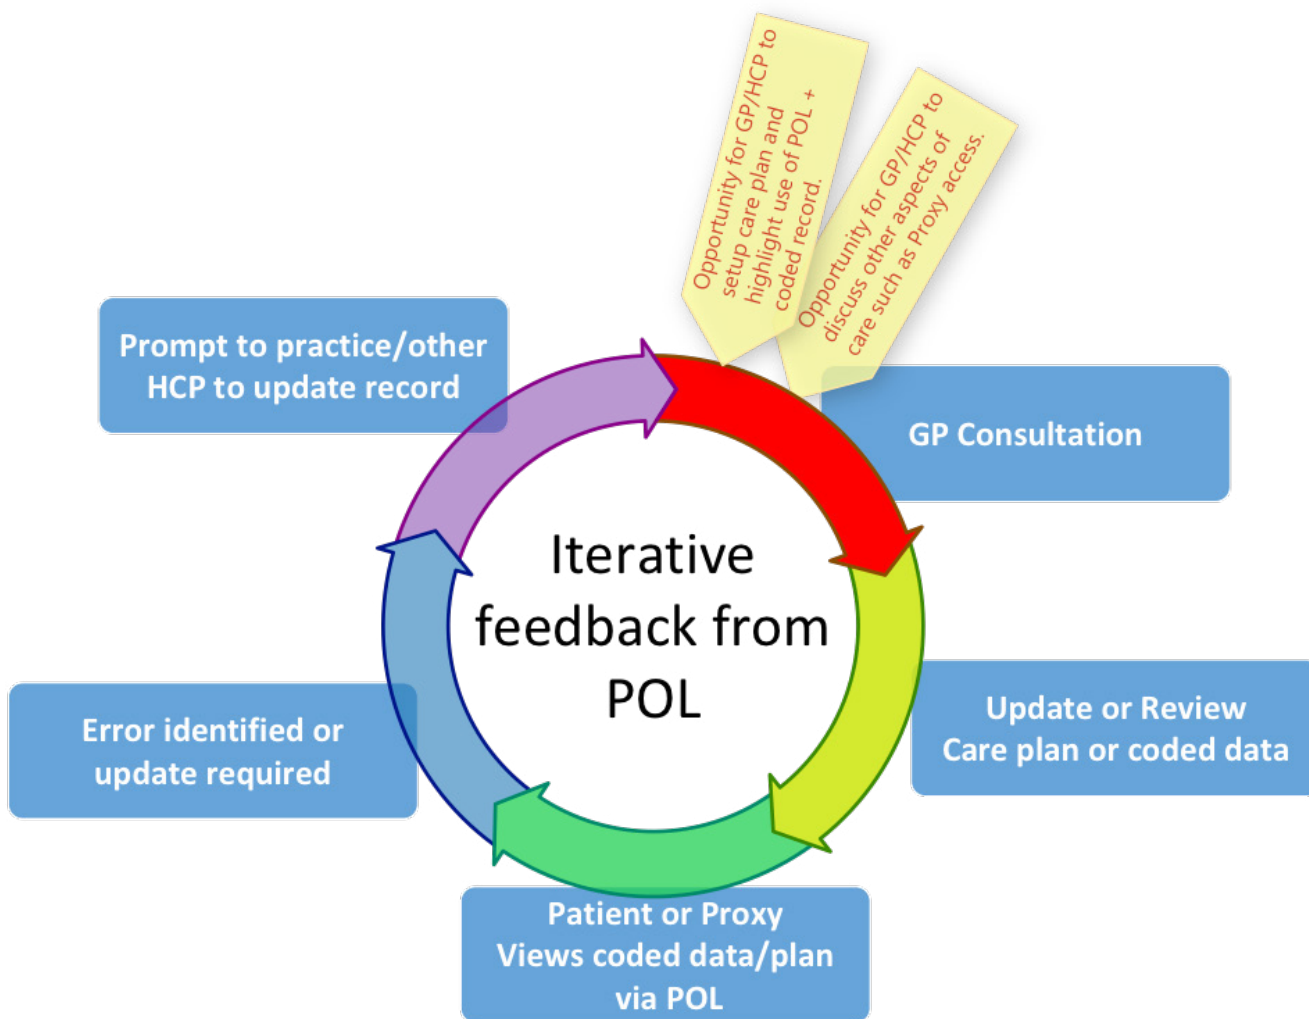 Opportunity for GP/HCP to
setup care plan and
highlight use of POL +
coded record.
Opportunity for GP/HCP to
discuss other aspects of
care such as Proxy access.
Prompt to practice/other
HCP to update record
GP Consultation
Iterative
feedback from
POL
Update or Review
Care plan or coded data
Error identified or
update required
Patient or Proxy
Views coded data/plan
via POL